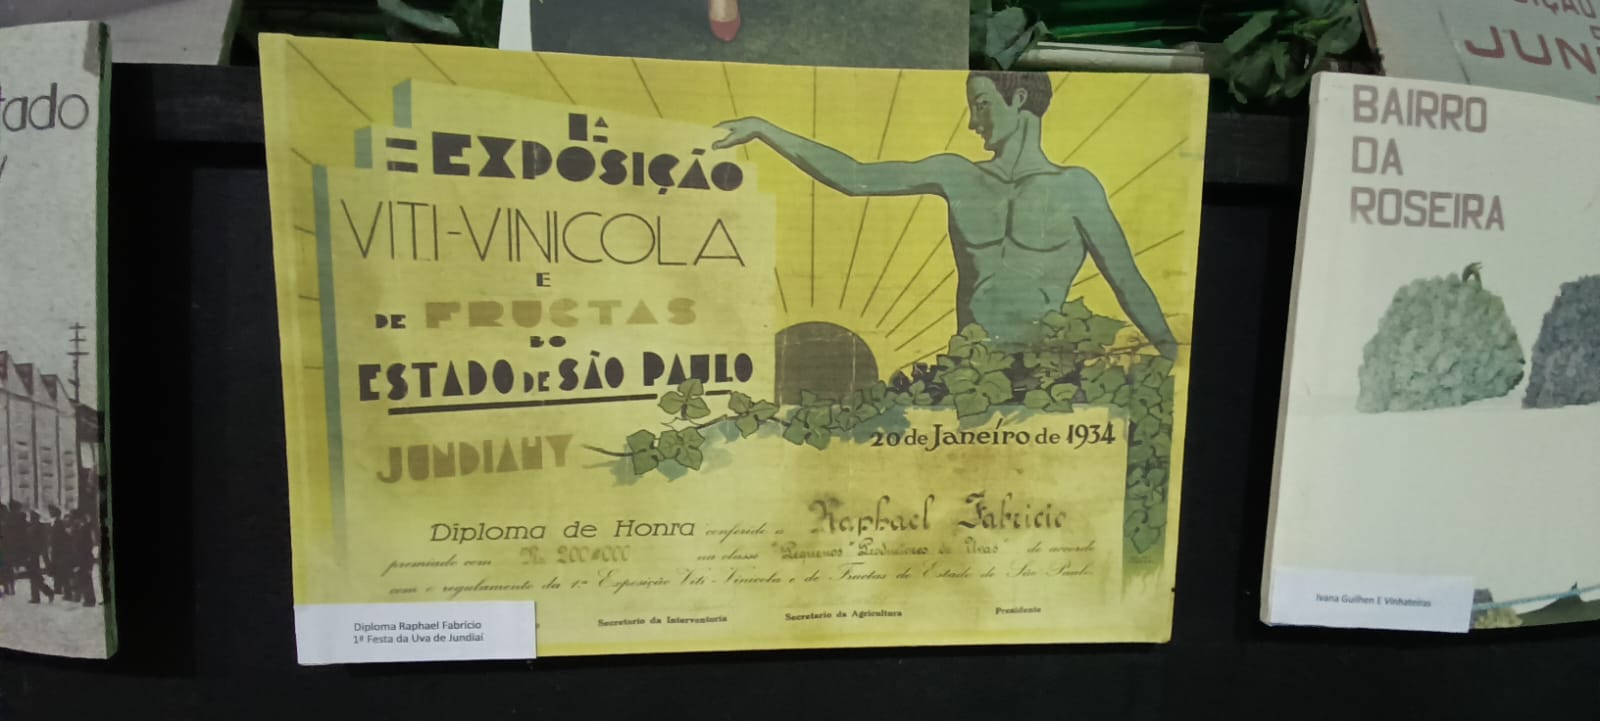 tado
1ª
EXPOSIÇÃO
VITI-VINICOLA
E
DE FRUCTAS
DO
ESTADO DE SÃO PAULO
JUNDIAHY
20 de Janeiro de 1934
Diploma de Honra conferido a Raphael Fabricio
premiado com Rs. 200#000 na classe "Pequenos" Productores de Uvas" de accordo
com o regulamento da 1ª Exposição Viti-Vinicola e de Fructas do Estado de São Paulo
Secretario da Interventoria
Secretario da Agricultura
Presidente
Diploma Raphael Fabrício
1ª Festa da Uva de Jundiaí
JUN
BAIRRO
DA
ROSEIRA
Ivana Guilhen E Vinhateiras